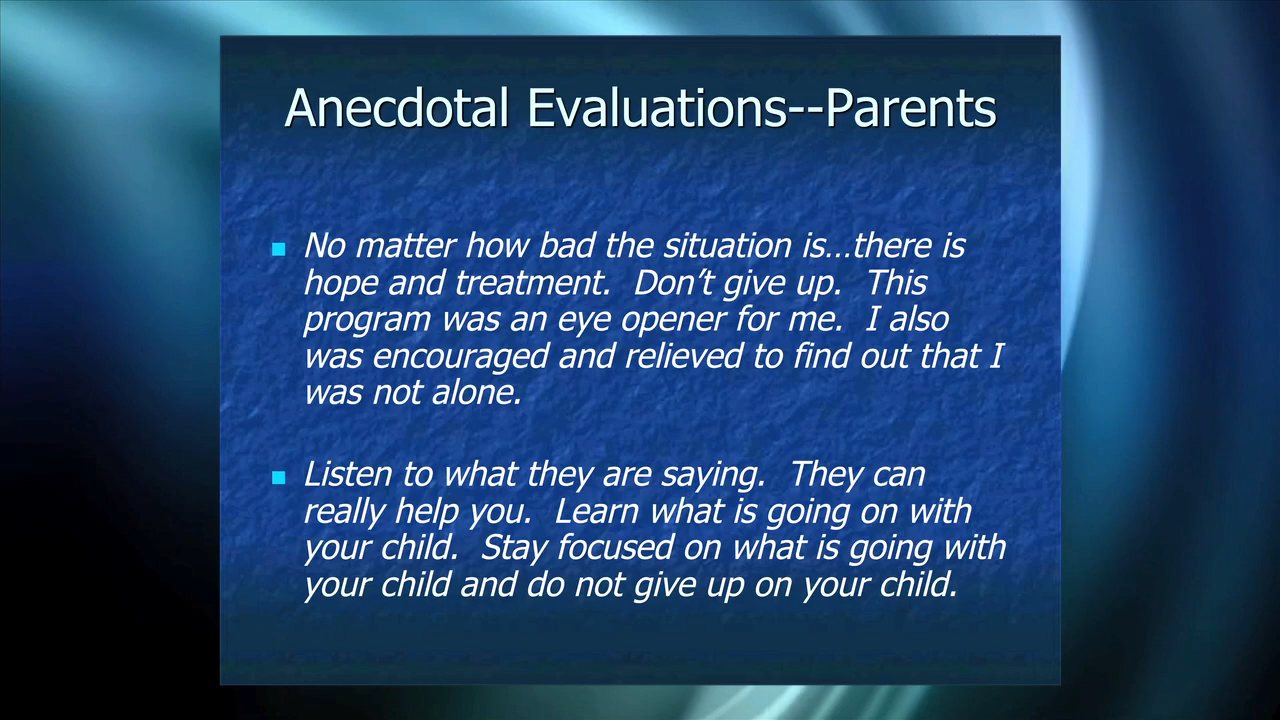 Anecdotal Evaluations--Parents
No matter how bad the situation is…there is
hope and treatment.  Don’t give up.  This
program was an eye opener for me.  I also
was encouraged and relieved to find out that I
was not alone.
Listen to what they are saying.  They can
really help you.  Learn what is going on with
your child.  Stay focused on what is going with
your child and do not give up on your child.